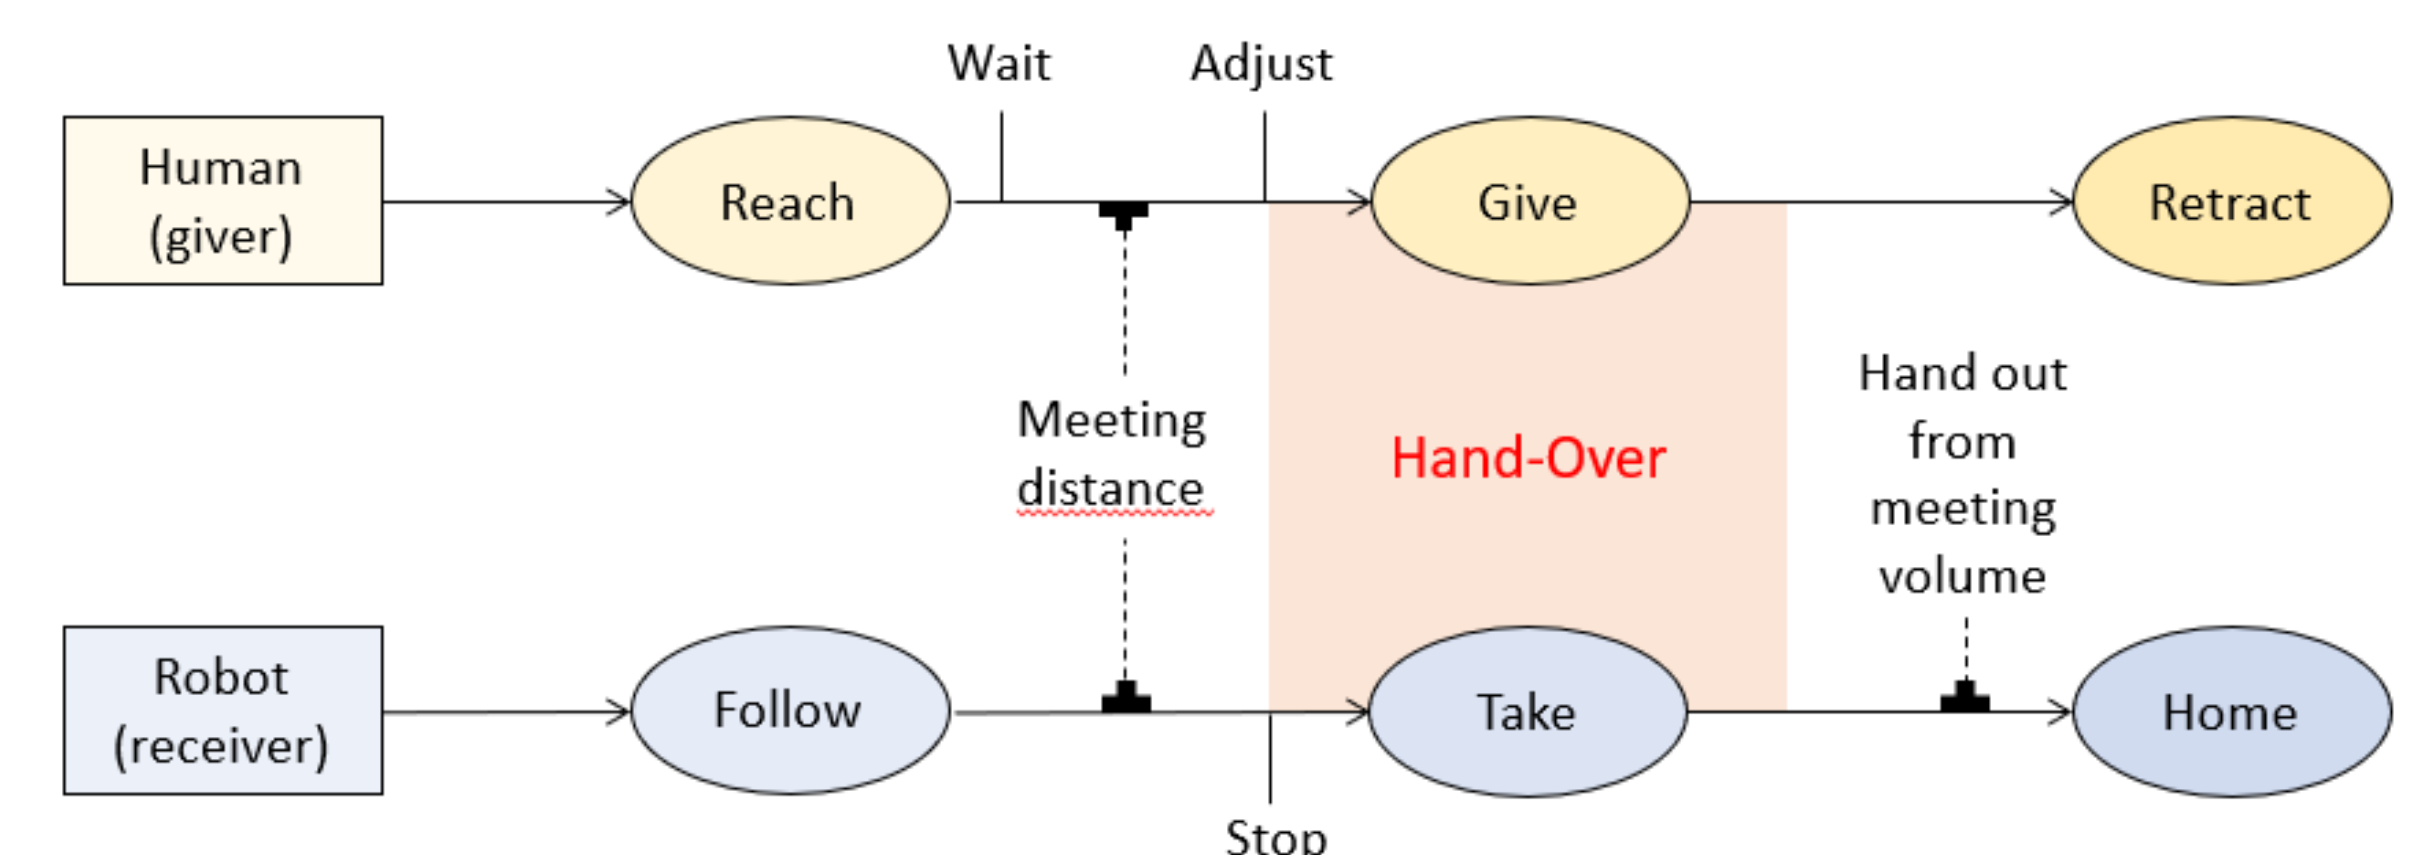 Wait
Adjust
Human
(giver)
Reach
Give
Retract
Meeting
distance
Hand-Over
Hand out
from
meeting
volume
Robot
(receiver)
Follow
Take
Home
Stop